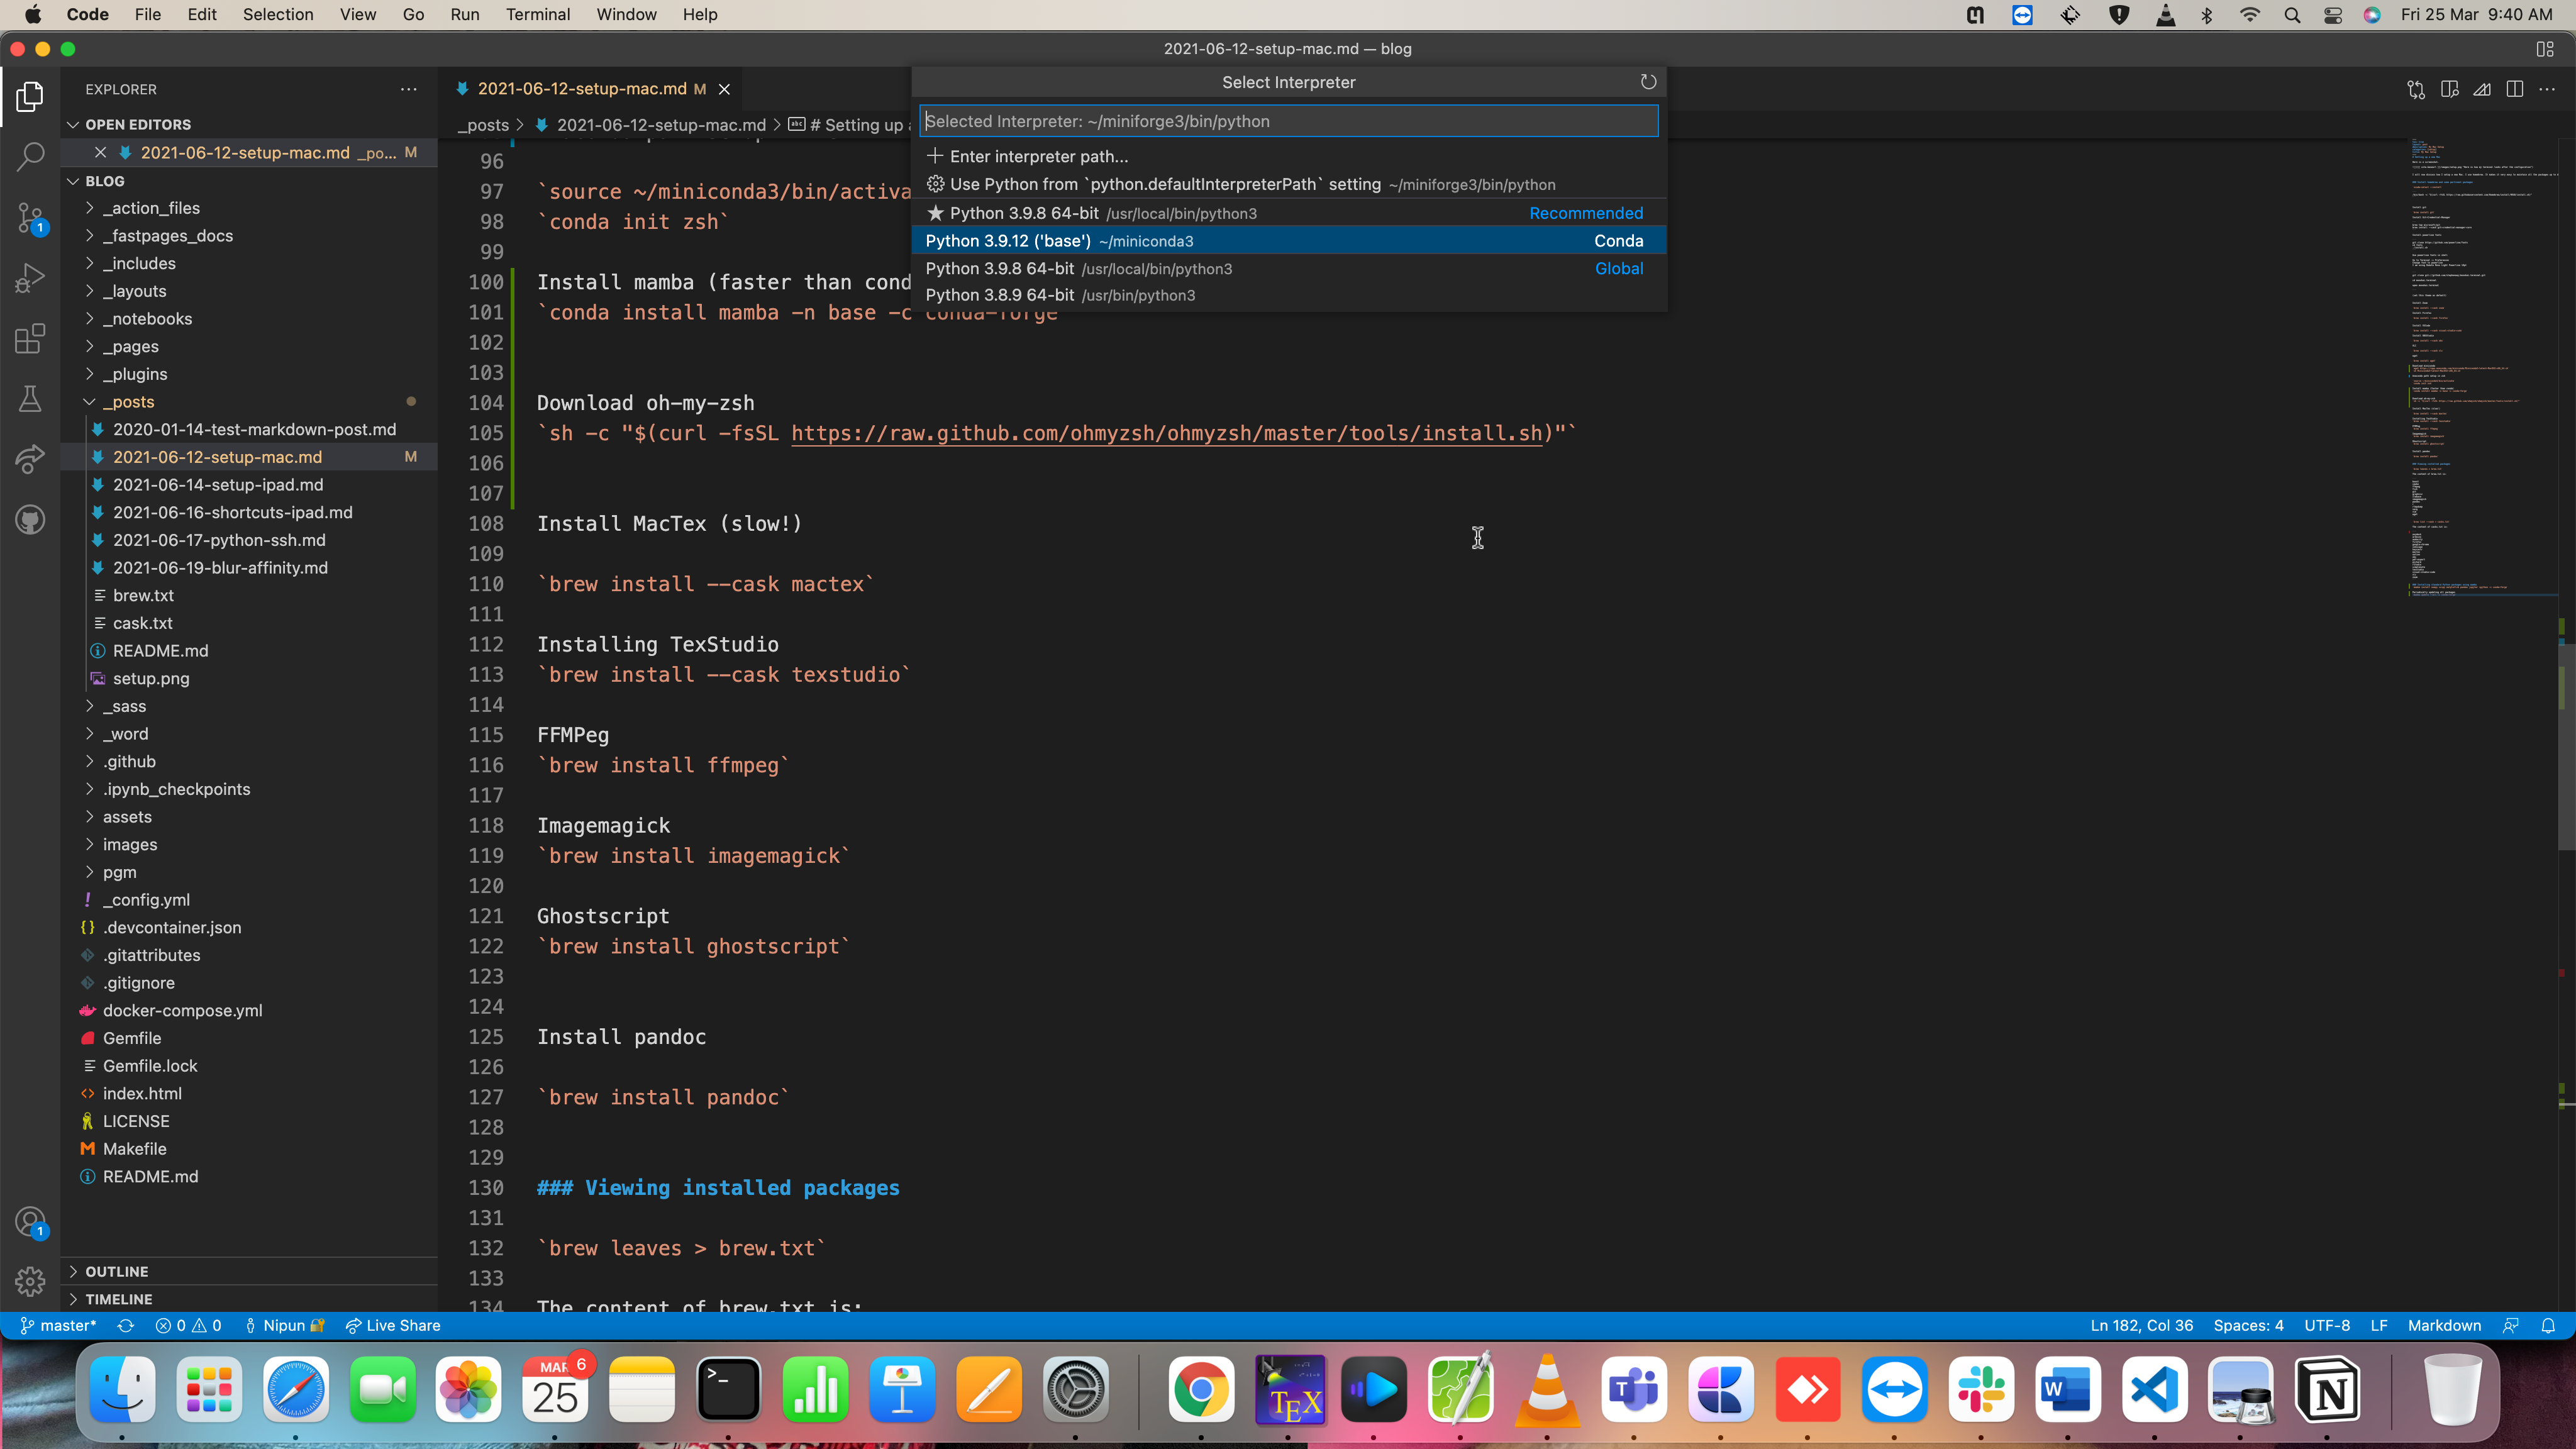 Code File Edit Selection View Go Run Terminal Window Help Fri 25 Mar 9:40 AM
2021-06-12-setup-mac.md — blog
EXPLORER
OPEN EDITORS
2021-06-12-setup-mac.md _po... M
BLOG
_action_files
_fastpages_docs
_includes
_layouts
_notebooks
_pages
_plugins
_posts
2020-01-14-test-markdown-post.md
2021-06-12-setup-mac.md M
2021-06-14-setup-ipad.md
2021-06-16-shortcuts-ipad.md
2021-06-17-python-ssh.md
2021-06-19-blur-affinity.md
brew.txt
cask.txt
README.md
setup.png
_sass
_word
.github
.ipynb_checkpoints
assets
images
pgm
_config.yml
.devcontainer.json
.gitattributes
.gitignore
docker-compose.yml
Gemfile
Gemfile.lock
index.html
LICENSE
Makefile
README.md
OUTLINE
TIMELINE
1
1
2021-06-12-setup-mac.md M
_posts > 2021-06-12-setup-mac.md > # Setting up
Select Interpreter
Selected Interpreter: ~/miniforge3/bin/python
Enter interpreter path...
Use Python from `python.defaultInterpreterPath` setting ~/miniforge3/bin/python
Python 3.9.8 64-bit /usr/local/bin/python3 Recommended
Python 3.9.12 ('base') ~/miniconda3 Conda
Python 3.9.8 64-bit /usr/local/bin/python3 Global
Python 3.8.9 64-bit /usr/bin/python3
96
97 `source ~/miniconda3/bin/activa
98 `conda init zsh`
99
100 Install mamba (faster than cond
101 `conda install mamba -n base -c conda-forge
102
103
104 Download oh-my-zsh
105 `sh -c "$(curl -fsSL https://raw.github.com/ohmyzsh/ohmyzsh/master/tools/install.sh)"`
106
107
108 Install MacTex (slow!)
109
110 `brew install --cask mactex`
111
112 Installing TexStudio
113 `brew install --cask texstudio`
114
115 FFMPeg
116 `brew install ffmpeg`
117
118 Imagemagick
119 `brew install imagemagick`
120
121 Ghostscript
122 `brew install ghostscript`
123
124
125 Install pandoc
126
127 `brew install pandoc`
128
129
130 ### Viewing installed packages
131
132 `brew leaves > brew.txt`
133
134 The content of brew.txt is:
master* 0 0 Nipun Live Share Ln 182, Col 36 Spaces: 4 UTF-8 LF Markdown
MAR 6
25
TEX
T
W
N